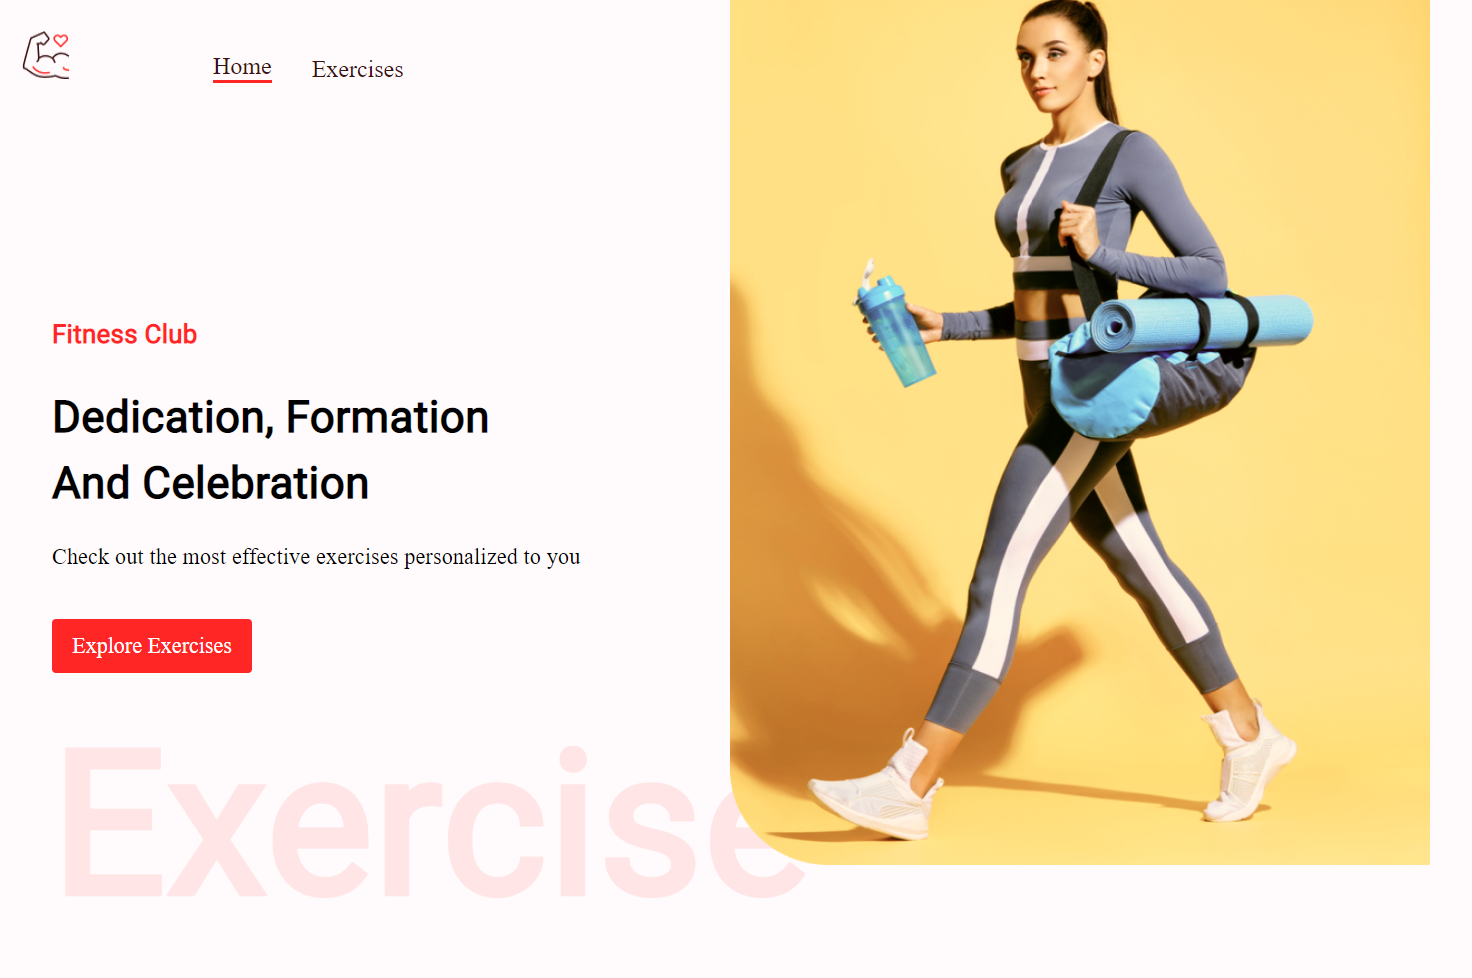 Home
Exercises
Fitness Club
Dedication, Formation
And Celebration
Check out the most effective exercises personalized to you
Explore Exercises
Exercise